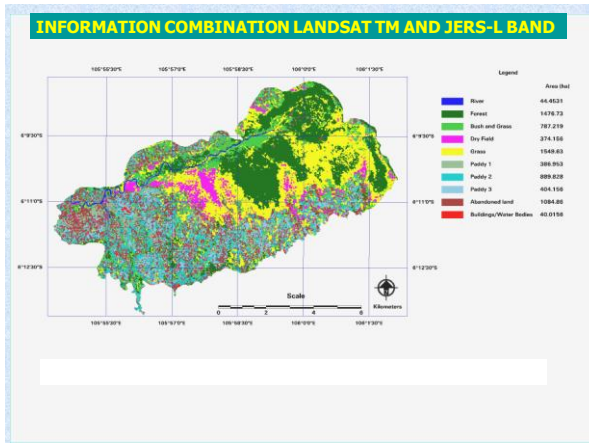 INFORMATION COMBINATION LANDSAT TM AND JERS-L BAND
105°55'30"S 105°57'0"S 105°58'30"S 106°0'0"S 106°1'30"S
Legend
Area (ha)
River 44.4531
Forest 1476.73
Bush and Grass 787.219
Dry Field 374.156
Grass 1549.63
Paddy 1 386.953
Paddy 2 889.828
Paddy 3 404.156
Abandoned land 1084.86
Buildings/Water Bodies 40.0156
6°9'30"S 6°9'30"S
6°11'0"S 6°11'0"S
6°12'30"S 6°12'30"S
Scale
0 2 4 6
Kilometers
105°55'30"S 105°57'0"S 105°58'30"S 106°0'0"S 106°1'30"S